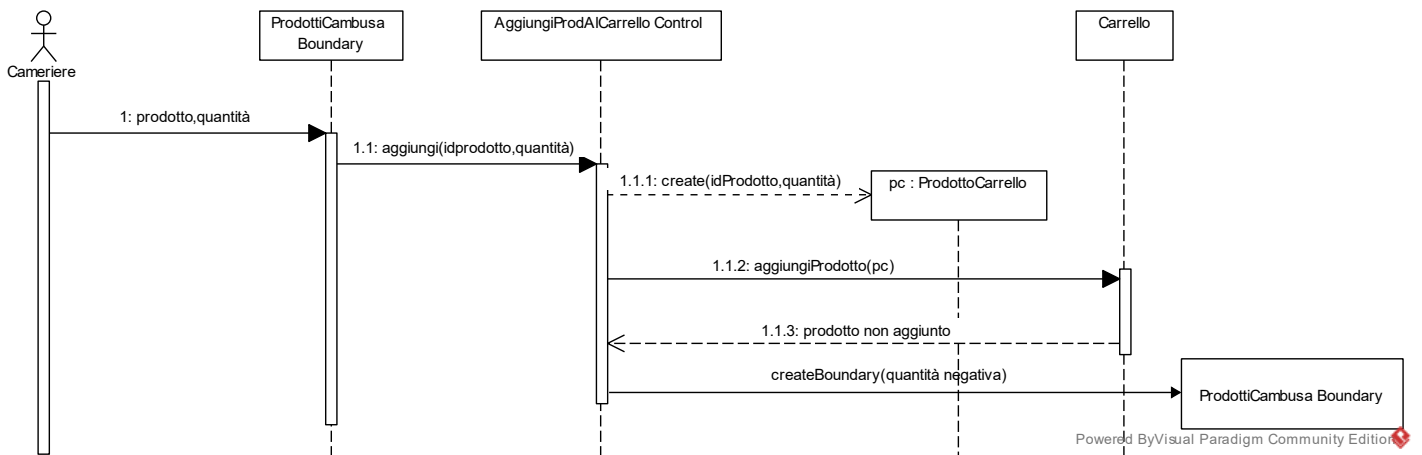 ProdottiCambusa
Boundary
AggiungiProdAlCarrello Control
Carrello
Cameriere
1: prodotto,quantità
1.1: aggiungi(idprodotto,quantità)
1.1.1: create(idProdotto,quantità)
pc : ProdottoCarrello
1.1.2: aggiungiProdotto(pc)
1.1.3: prodotto non aggiunto
createBoundary(quantità negativa)
ProdottiCambusa Boundary
Powered ByVisual Paradigm Community Edition